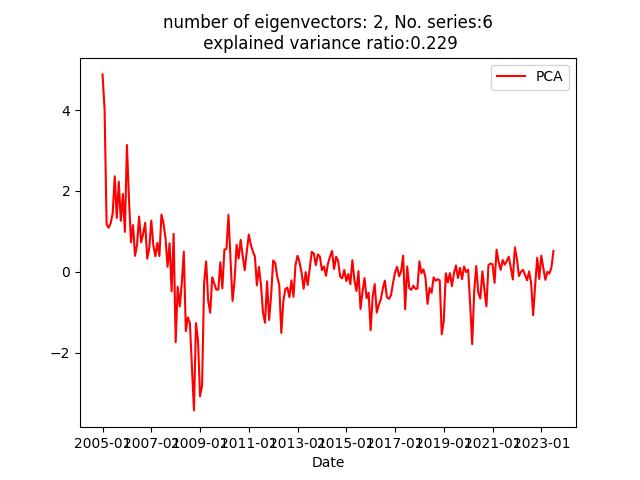 number of eigenvectors: 2, No. series:6
explained variance ratio:0.229
PCA
4
2
0
−2
2005-01 2007-01 2009-01 2011-01 2013-01 2015-01 2017-01 2019-01 2021-01 2023-01
Date